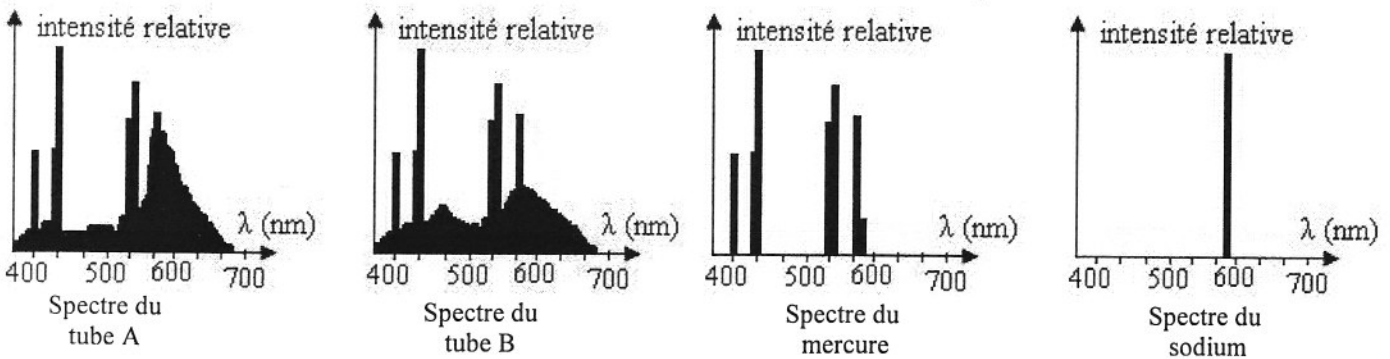 intensité relative
λ (nm)
400 500 600 700
Spectre du
tube A
intensité relative
λ (nm)
400 500 600 700
Spectre du
tube B
intensité relative
λ (nm)
400 500 600 700
Spectre du
mercure
intensité relative
λ (nm)
400 500 600 700
Spectre du
sodium